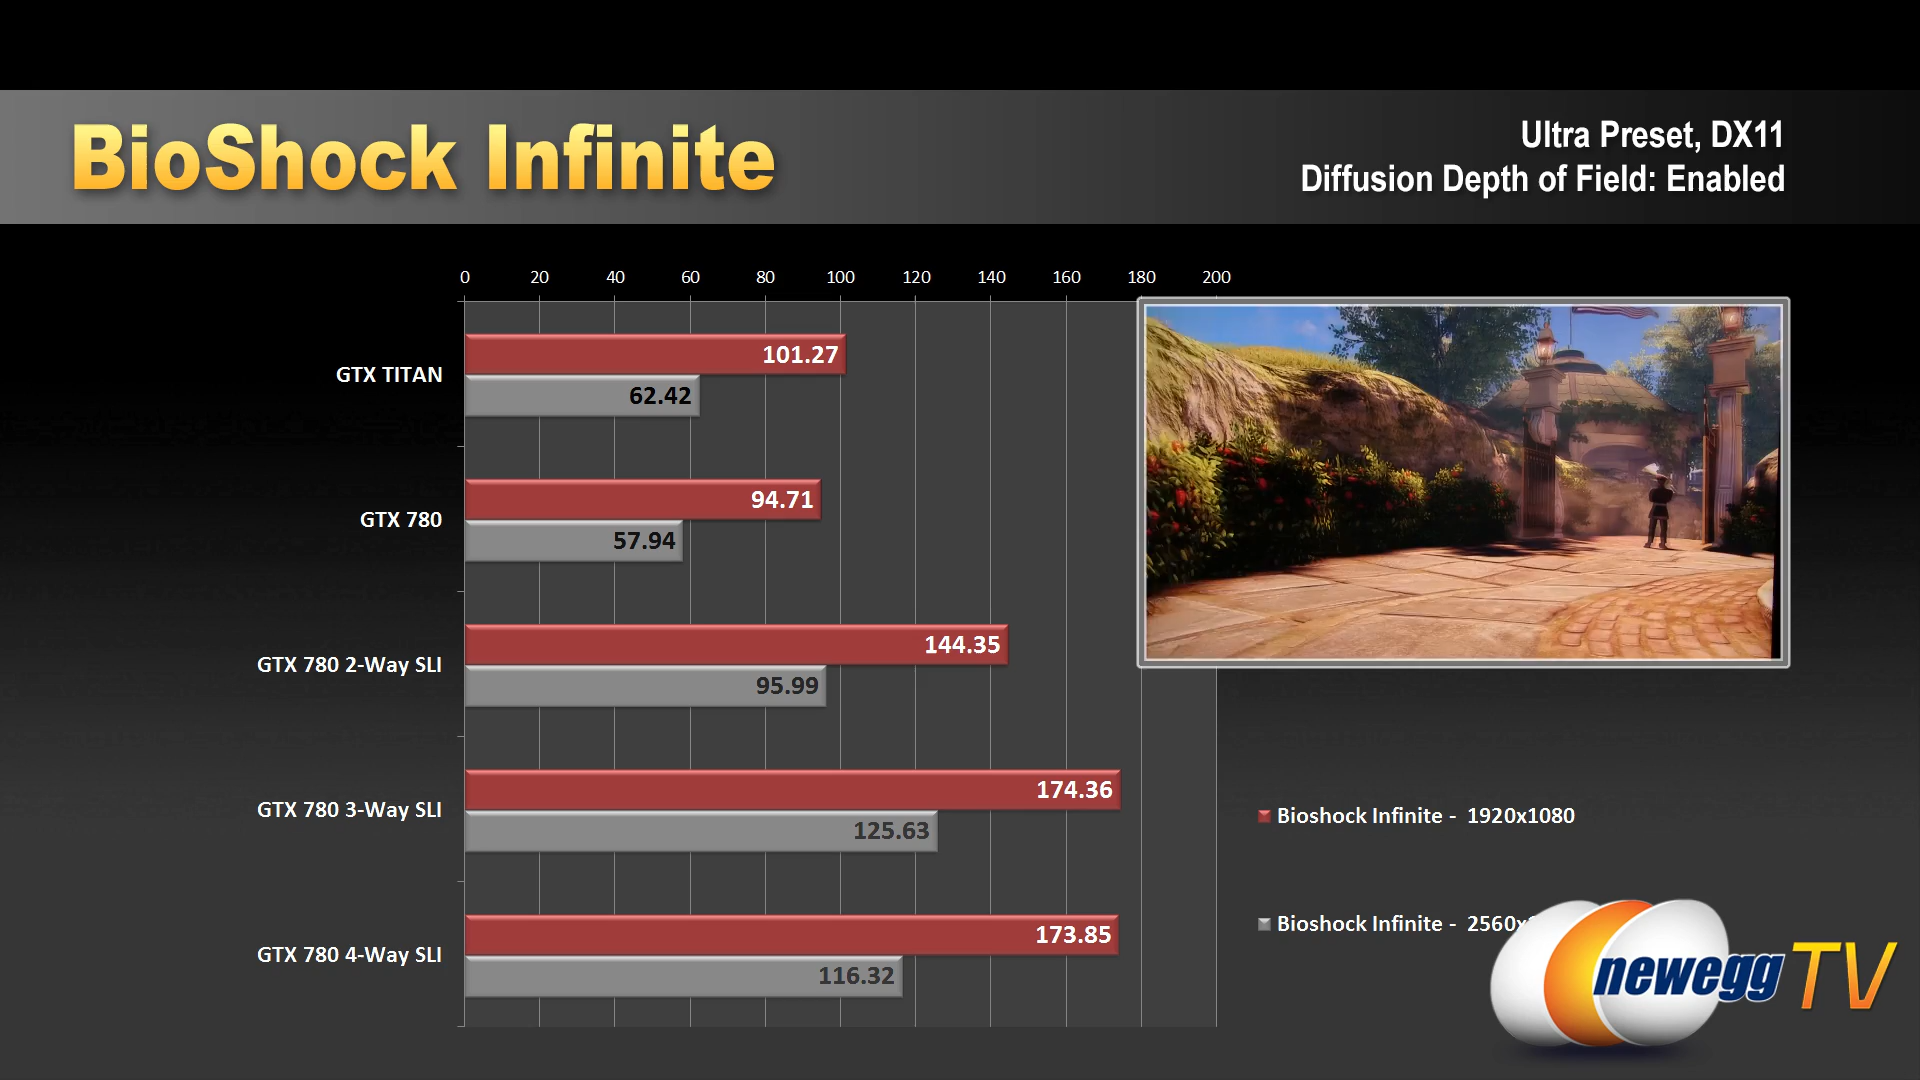 BioShock Infinite
Ultra Preset, DX11
Diffusion Depth of Field: Enabled
0 20 40 60 80 100 120 140 160 180 200
GTX TITAN
101.27
62.42
GTX 780
94.71
57.94
GTX 780 2-Way SLI
144.35
95.99
GTX 780 3-Way SLI
174.36
125.63
GTX 780 4-Way SLI
173.85
116.32
Bioshock Infinite - 1920x1080
Bioshock Infinite - 2560x
newegg TV